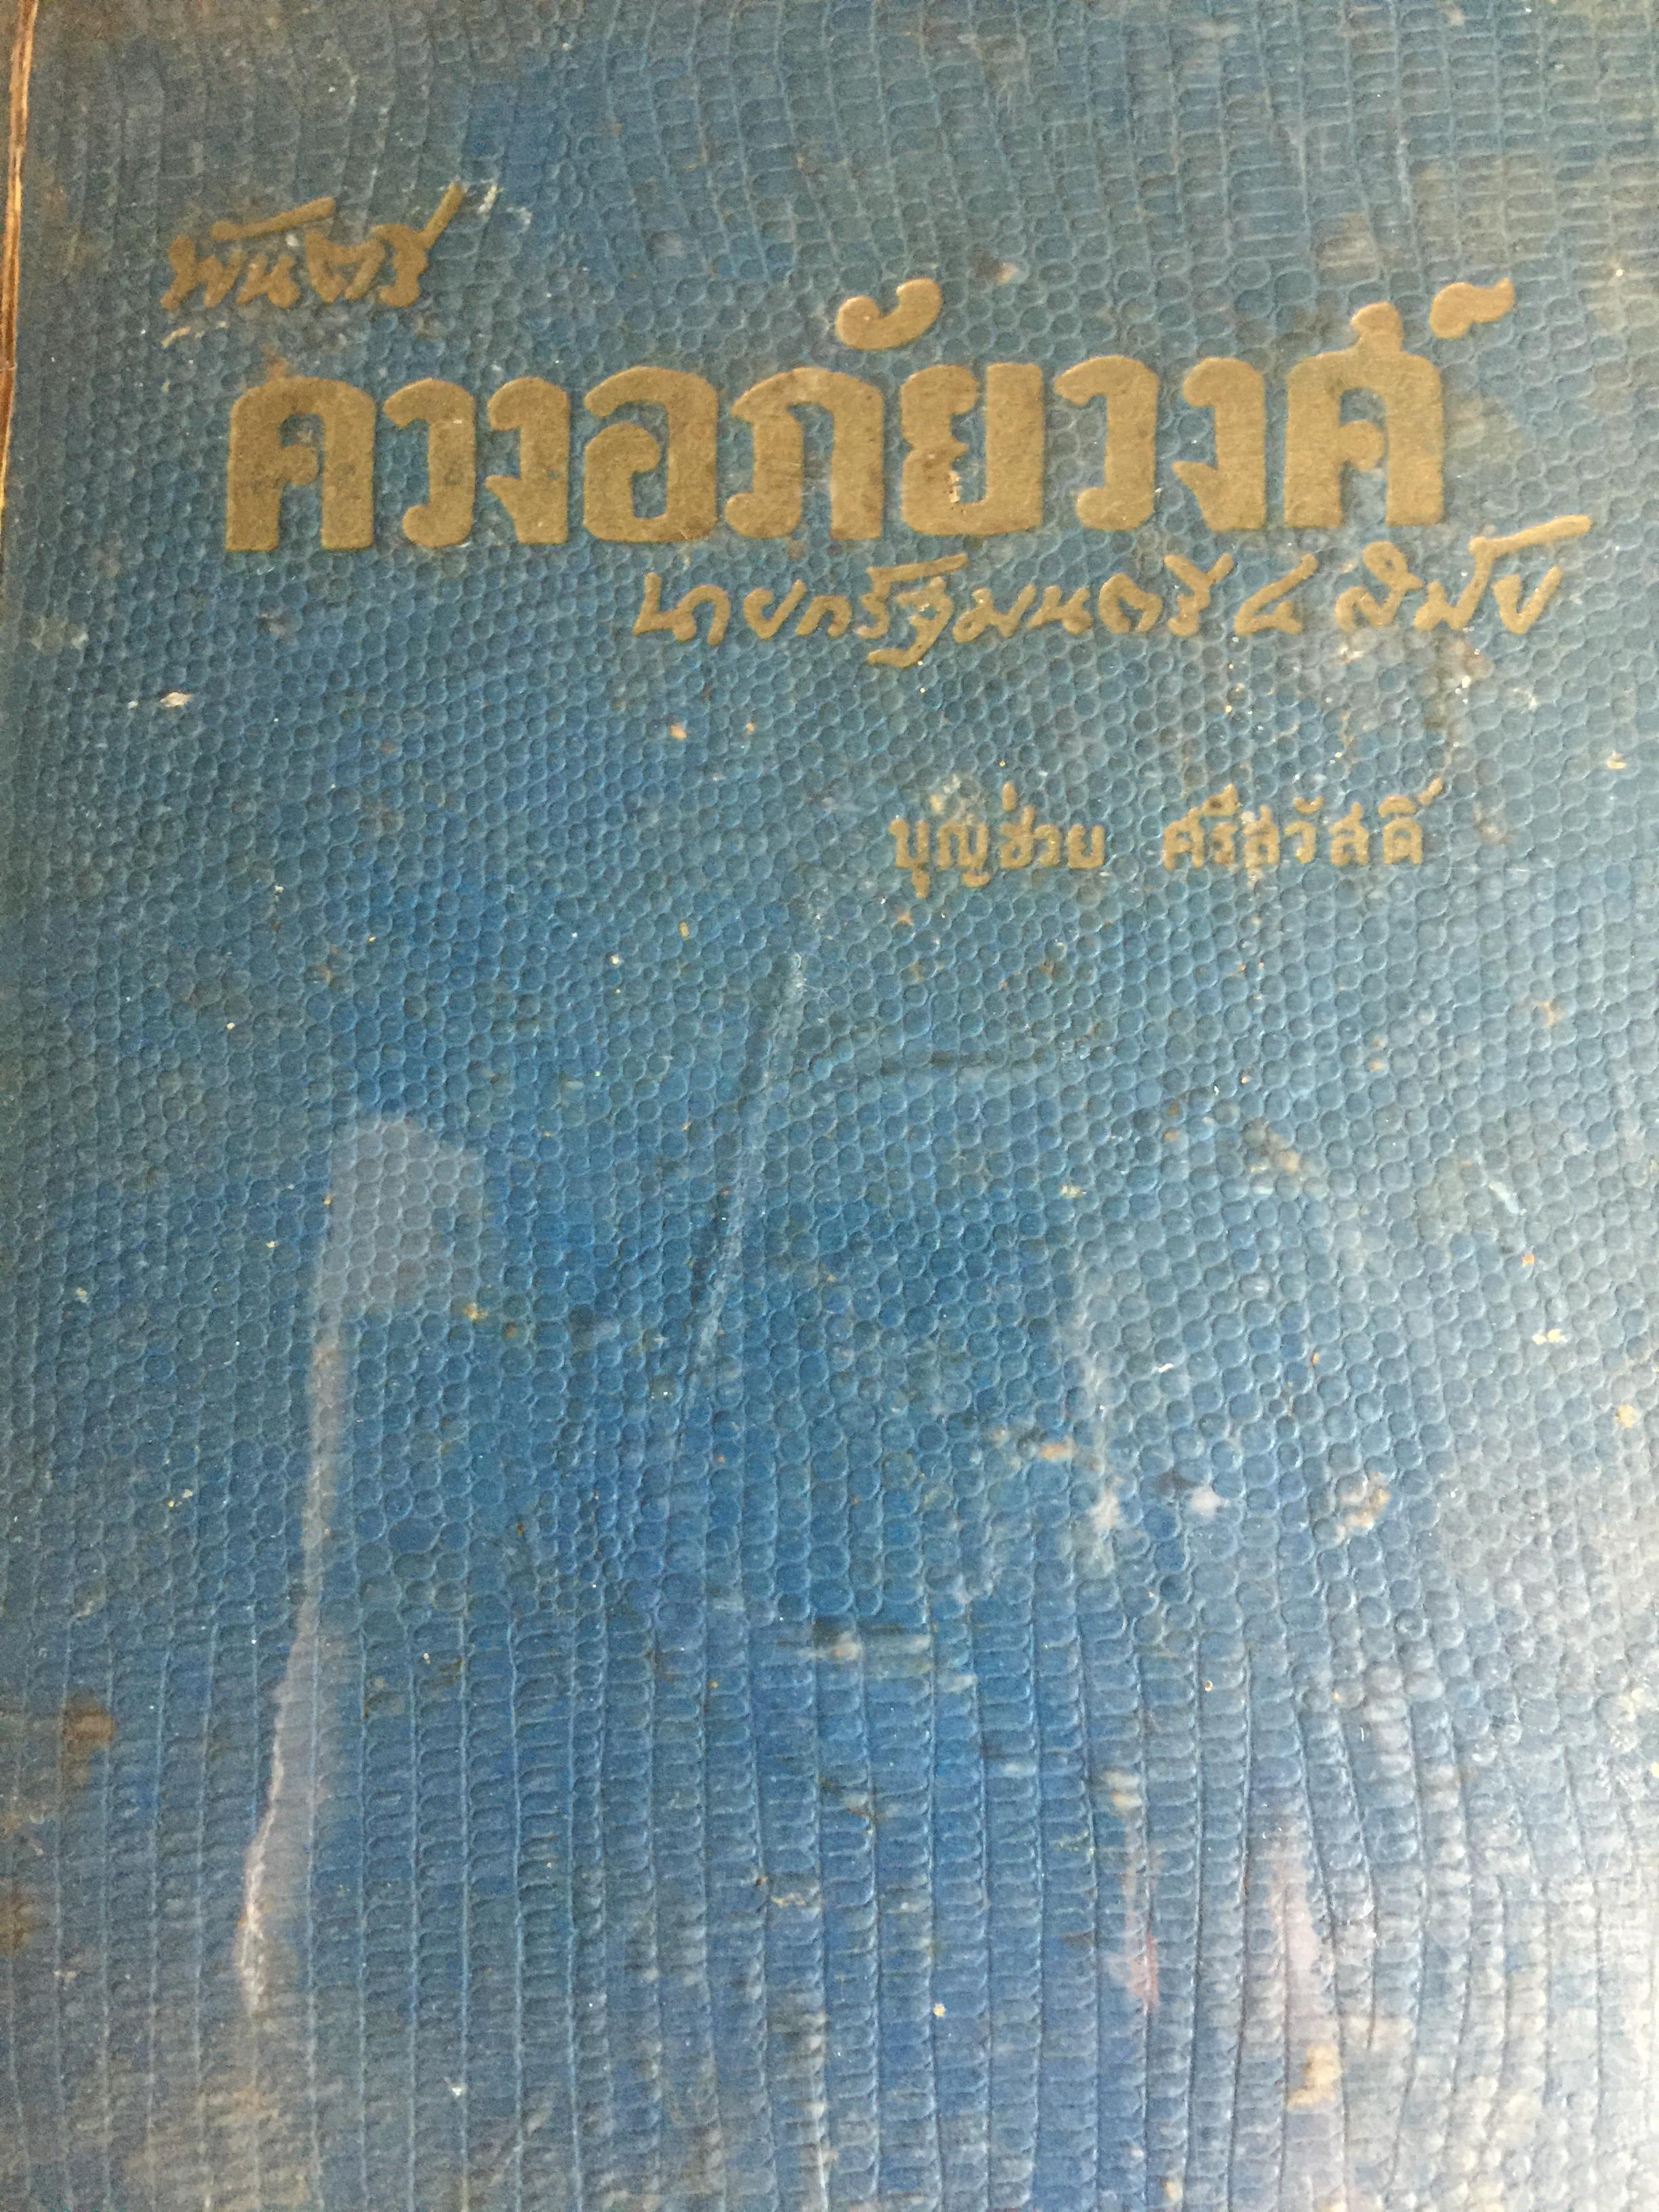 พันตรี
ควงอภัยวงศ์
นายกรัฐมนตรี ๔ สมัย
บุญช่วย ศรีสวัสดิ์